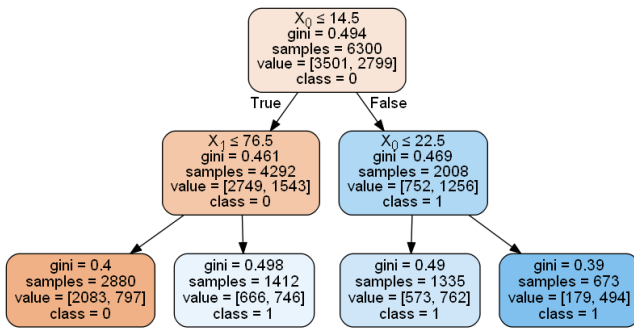 X₀ ≤ 14.5
gini = 0.494
samples = 6300
value = [3501, 2799]
class = 0
True
False
X₁ ≤ 76.5
gini = 0.461
samples = 4292
value = [2749, 1543]
class = 0
X₀ ≤ 22.5
gini = 0.469
samples = 2008
value = [752, 1256]
class = 1
gini = 0.4
samples = 2880
value = [2083, 797]
class = 0
gini = 0.498
samples = 1412
value = [666, 746]
class = 1
gini = 0.49
samples = 1335
value = [573, 762]
class = 1
gini = 0.39
samples = 673
value = [179, 494]
class = 1